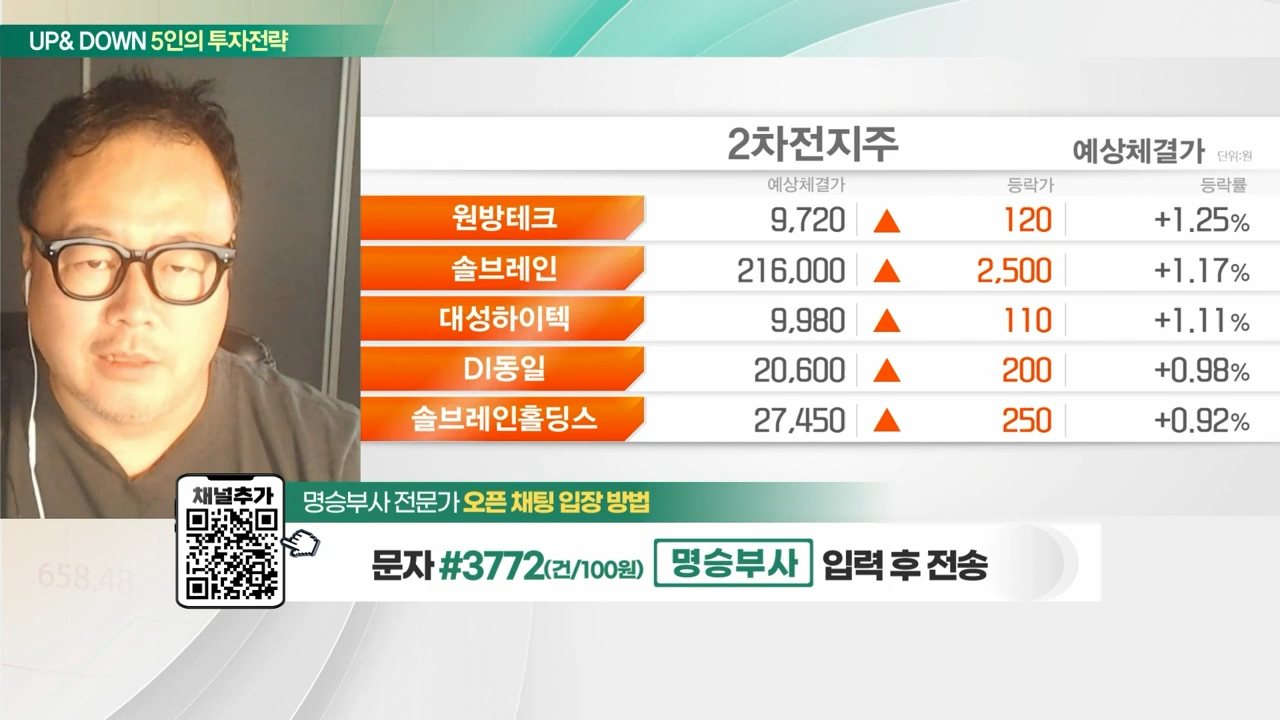 UP& DOWN 5인의 투자전략
2차전지주
예상체결가 단위:원
예상체결가 등락가 등락률
원방테크 9,720 ▲ 120 +1.25%
솔브레인 216,000 ▲ 2,500 +1.17%
대성하이텍 9,980 ▲ 110 +1.11%
DI동일 20,600 ▲ 200 +0.98%
솔브레인홀딩스 27,450 ▲ 250 +0.92%
채널추가
명승부사 전문가 오픈 채팅 입장 방법
문자 #3772(건/100원) 명승부사 입력 후 전송
658.48